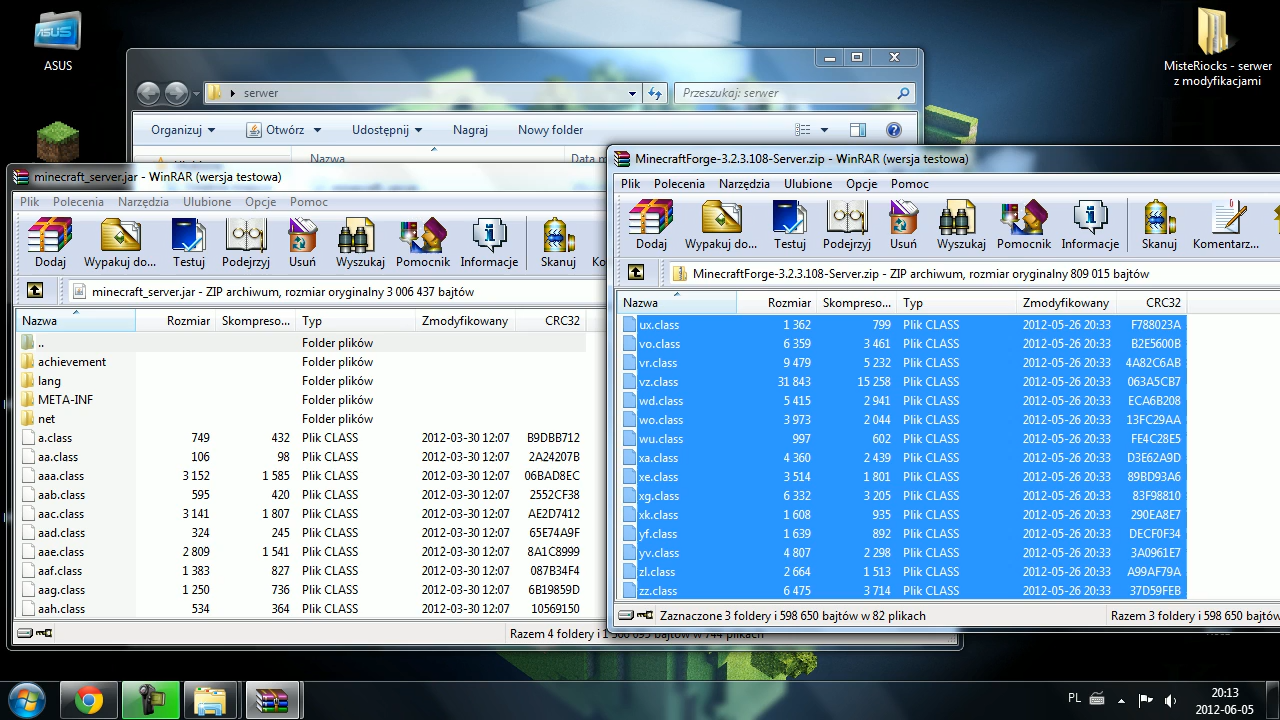 ASUS
ASUS
MisteRiocks - serwer
z modyfikacjami
serwer
Przeszukaj: serwer
Organizuj
Otwórz
Udostępnij
Nagraj
Nowy folder
Nazwa
Data m
minecraft_server.jar - WinRAR (wersja testowa)
Plik Polecenia Narzędzia Ulubione Opcje Pomoc
Dodaj Wypakuj do... Testuj Podejrzyj Usuń Wyszukaj Pomocnik Informacje Skanuj Ko
minecraft_server.jar - ZIP archiwum, rozmiar oryginalny 3 006 437 bajtów
Nazwa Rozmiar Skompreso... Typ Zmodyfikowany CRC32
.. Folder plików
achievement Folder plików
lang Folder plików
META-INF Folder plików
net Folder plików
a.class 749 432 Plik CLASS 2012-03-30 12:07 B9DBB712
aa.class 106 98 Plik CLASS 2012-03-30 12:07 2A24207B
aaa.class 3 152 1 585 Plik CLASS 2012-03-30 12:07 06BAD8EC
aab.class 595 420 Plik CLASS 2012-03-30 12:07 2552CF38
aac.class 3 141 1 807 Plik CLASS 2012-03-30 12:07 AE2D7412
aad.class 324 245 Plik CLASS 2012-03-30 12:07 65E74A9F
aae.class 2 809 1 541 Plik CLASS 2012-03-30 12:07 8A1C8999
aaf.class 1 383 827 Plik CLASS 2012-03-30 12:07 087B34F4
aag.class 1 250 736 Plik CLASS 2012-03-30 12:07 6B19859D
aah.class 534 364 Plik CLASS 2012-03-30 12:07 10569150
Razem 4 foldery i bajtów w 744 plikach
MinecraftForge-3.2.3.108-Server.zip - WinRAR (wersja testowa)
Plik Polecenia Narzędzia Ulubione Opcje Pomoc
Dodaj Wypakuj do... Testuj Podejrzyj Usuń Wyszukaj Pomocnik Informacje Skanuj Komentarz...
MinecraftForge-3.2.3.108-Server.zip - ZIP archiwum, rozmiar oryginalny 809 015 bajtów
Nazwa Rozmiar Skompreso... Typ Zmodyfikowany CRC32
ux.class 1 362 799 Plik CLASS 2012-05-26 20:33 F788023A
vo.class 6 359 3 461 Plik CLASS 2012-05-26 20:33 B2E5600B
vr.class 9 479 5 232 Plik CLASS 2012-05-26 20:33 4A82C6AB
vz.class 31 843 15 258 Plik CLASS 2012-05-26 20:33 063A5CB7
wd.class 5 415 2 941 Plik CLASS 2012-05-26 20:33 ECA6B208
wo.class 3 973 2 044 Plik CLASS 2012-05-26 20:33 13FC29AA
wu.class 997 602 Plik CLASS 2012-05-26 20:33 FE4C28E5
xa.class 4 360 2 439 Plik CLASS 2012-05-26 20:33 D3E62A9D
xe.class 3 514 1 801 Plik CLASS 2012-05-26 20:33 89BD93A6
xg.class 6 332 3 205 Plik CLASS 2012-05-26 20:33 83F98810
xk.class 1 608 935 Plik CLASS 2012-05-26 20:33 290EA8E7
yf.class 1 639 892 Plik CLASS 2012-05-26 20:33 DECF0F34
yv.class 4 807 2 298 Plik CLASS 2012-05-26 20:33 3A0961E7
zl.class 2 664 1 513 Plik CLASS 2012-05-26 20:33 A99AF79A
zz.class 6 475 3 714 Plik CLASS 2012-05-26 20:33 37D59FEB
Zaznaczone 3 foldery i 598 650 bajtów w 82 plikach
Razem 3 foldery i 598 650 bajtów
PL
20:13
2012-06-05